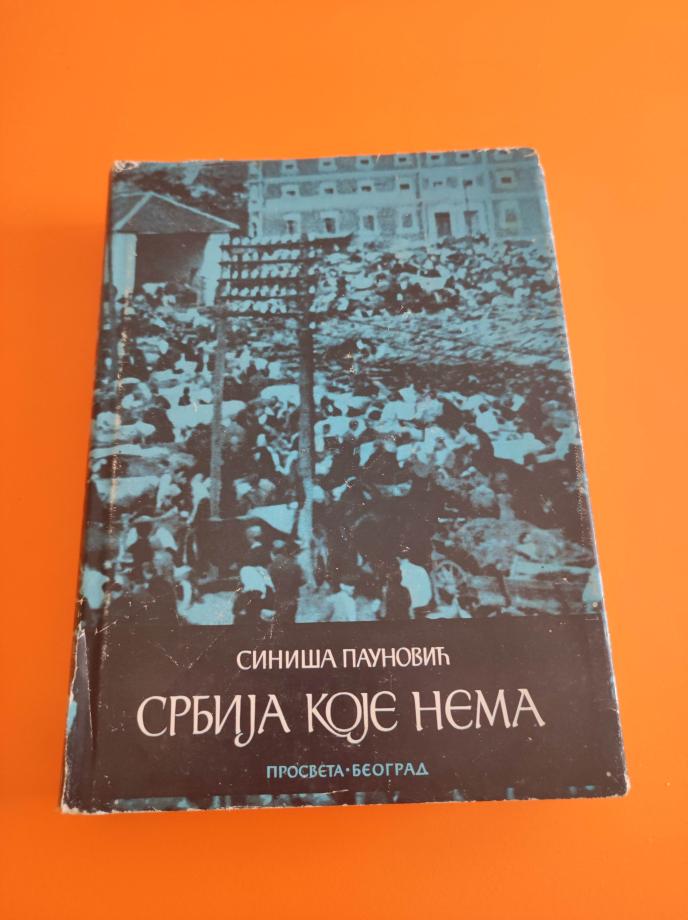 СИНИША ПАУНОВИЋ
СРБИЈА КОЈЕ НЕМА
ПРОСВЕТА • БЕОГРАД